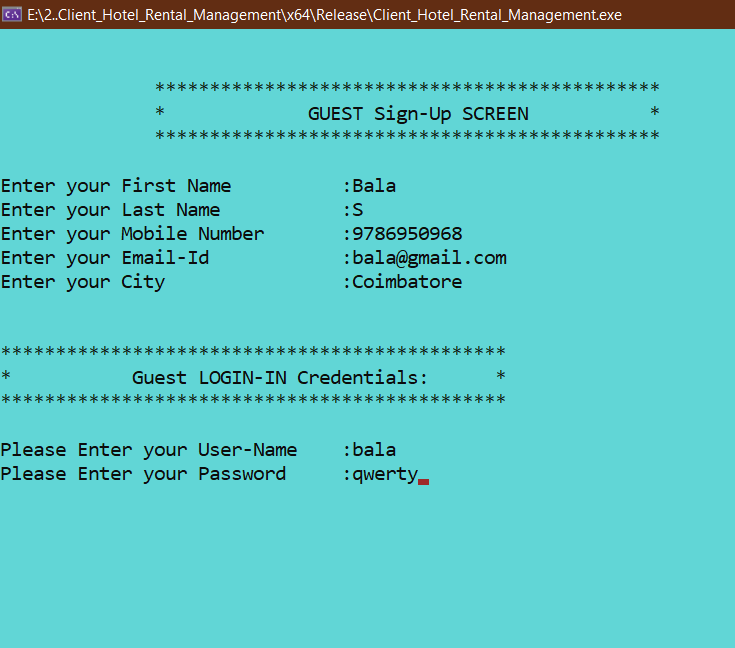 E:\2..Client_Hotel_Rental_Management\x64\Release\Client_Hotel_Rental_Management.exe
**********************************************
* GUEST Sign-Up SCREEN *
**********************************************
Enter your First Name :Bala
Enter your Last Name :S
Enter your Mobile Number :9786950968
Enter your Email-Id :bala@gmail.com
Enter your City :Coimbatore
**********************************************
* Guest LOGIN-IN Credentials: *
**********************************************
Please Enter your User-Name :bala
Please Enter your Password :qwerty